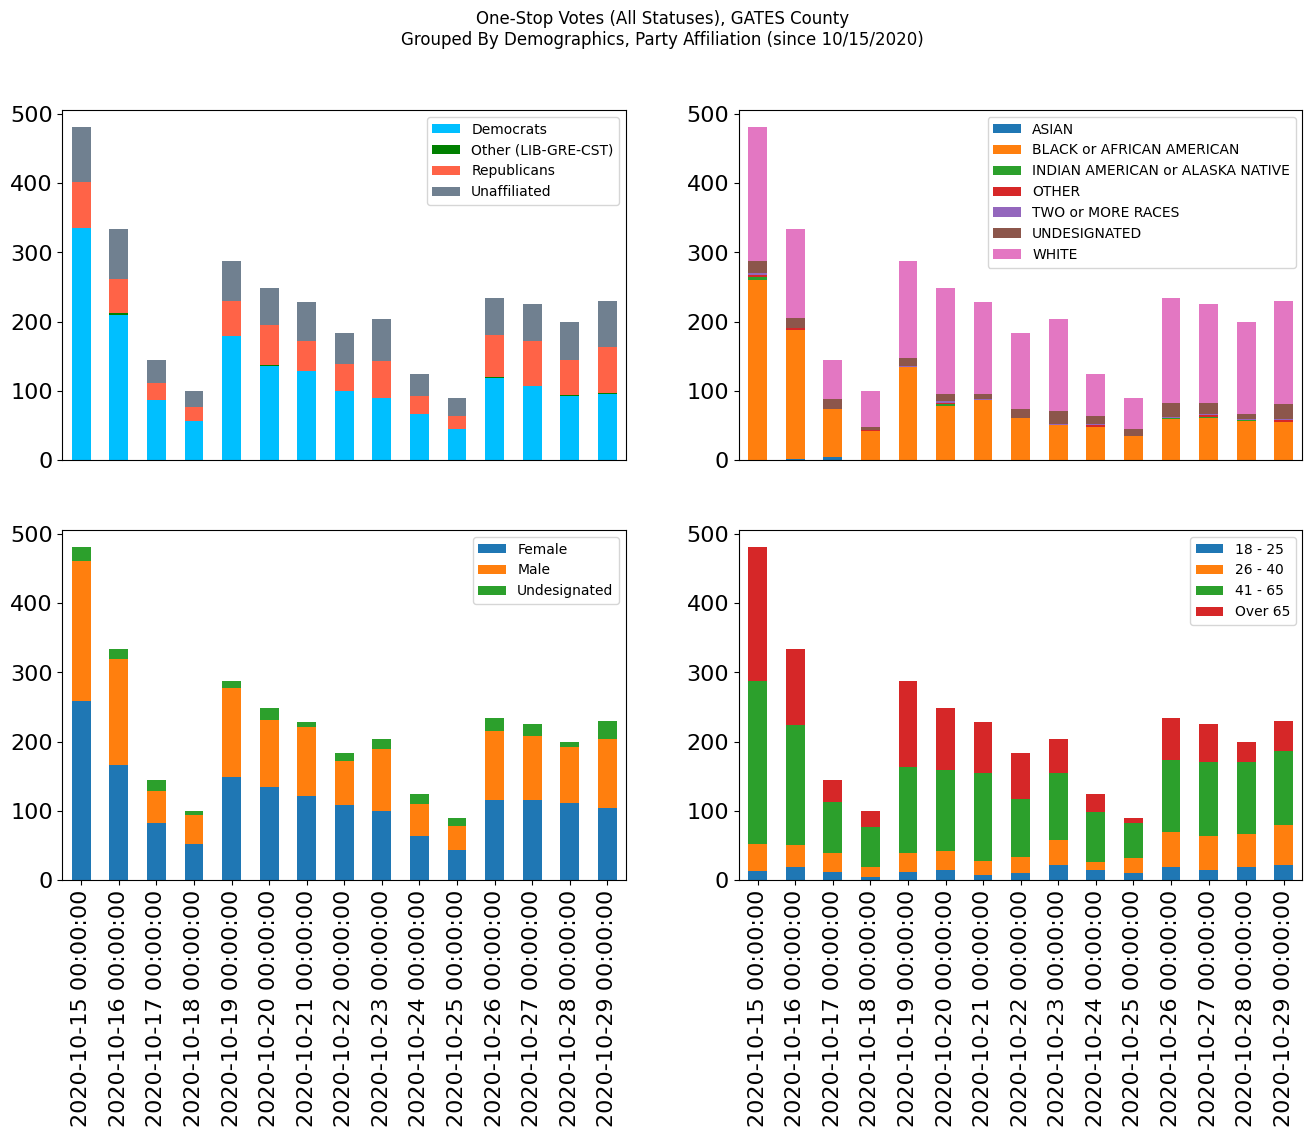 One-Stop Votes (All Statuses), GATES County
Grouped By Demographics, Party Affiliation (since 10/15/2020)
500
400
300
200
100
0
Democrats
Other (LIB-GRE-CST)
Republicans
Unaffiliated
500
400
300
200
100
0
ASIAN
BLACK or AFRICAN AMERICAN
INDIAN AMERICAN or ALASKA NATIVE
OTHER
TWO or MORE RACES
UNDESIGNATED
WHITE
500
400
300
200
100
0
Female
Male
Undesignated
2020-10-15 00:00:00
2020-10-16 00:00:00
2020-10-17 00:00:00
2020-10-18 00:00:00
2020-10-19 00:00:00
2020-10-20 00:00:00
2020-10-21 00:00:00
2020-10-22 00:00:00
2020-10-23 00:00:00
2020-10-24 00:00:00
2020-10-25 00:00:00
2020-10-26 00:00:00
2020-10-27 00:00:00
2020-10-28 00:00:00
2020-10-29 00:00:00
500
400
300
200
100
0
18 - 25
26 - 40
41 - 65
Over 65
2020-10-15 00:00:00
2020-10-16 00:00:00
2020-10-17 00:00:00
2020-10-18 00:00:00
2020-10-19 00:00:00
2020-10-20 00:00:00
2020-10-21 00:00:00
2020-10-22 00:00:00
2020-10-23 00:00:00
2020-10-24 00:00:00
2020-10-25 00:00:00
2020-10-26 00:00:00
2020-10-27 00:00:00
2020-10-28 00:00:00
2020-10-29 00:00:00